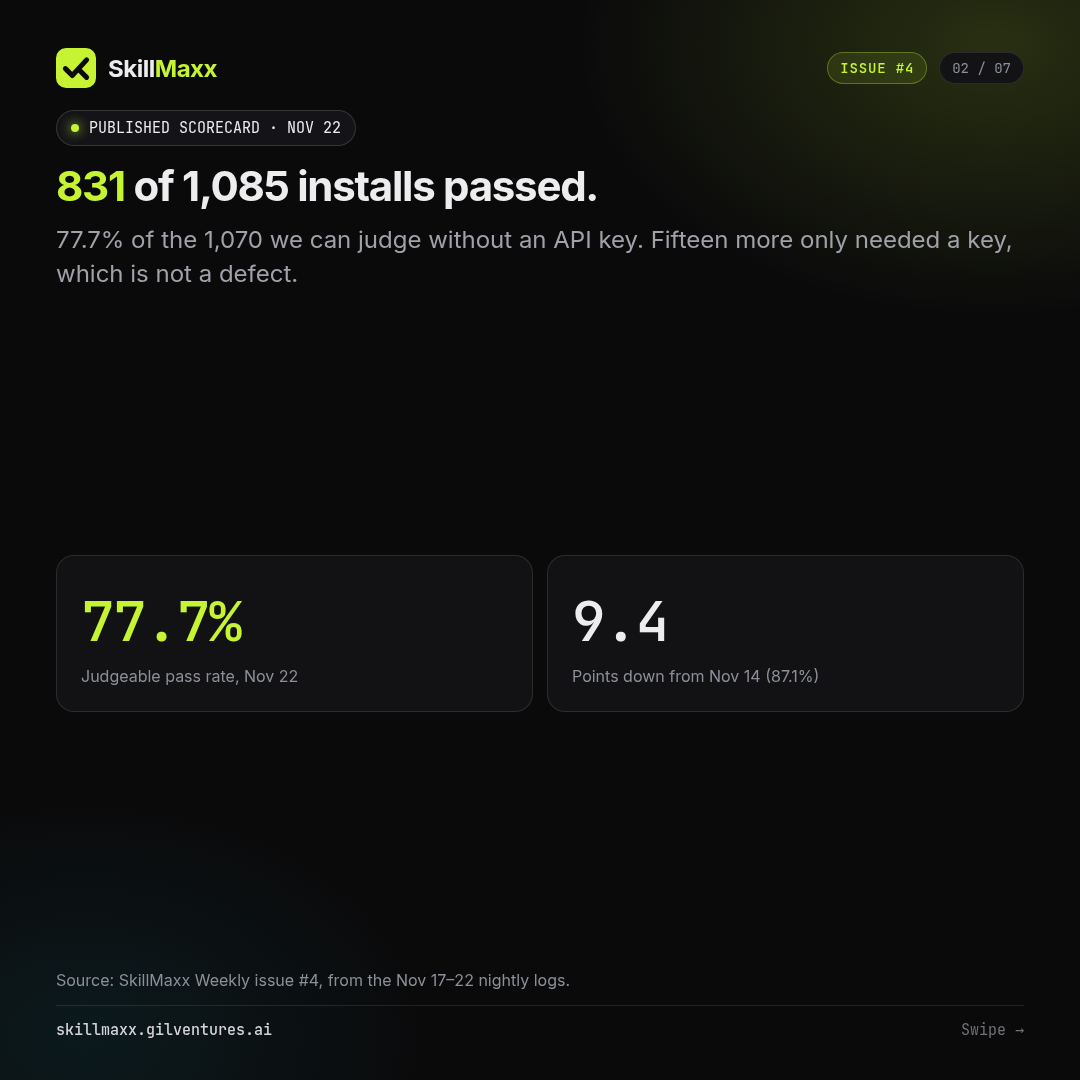 SkillMaxx
ISSUE #4
02 / 07
PUBLISHED SCORECARD · NOV 22
831 of 1,085 installs passed.
77.7% of the 1,070 we can judge without an API key. Fifteen more only needed a key,
which is not a defect.
77.7%
Judgeable pass rate, Nov 22
9.4
Points down from Nov 14 (87.1%)
Source: SkillMaxx Weekly issue #4, from the Nov 17–22 nightly logs.
skillmaxx.gilventures.ai
Swipe →